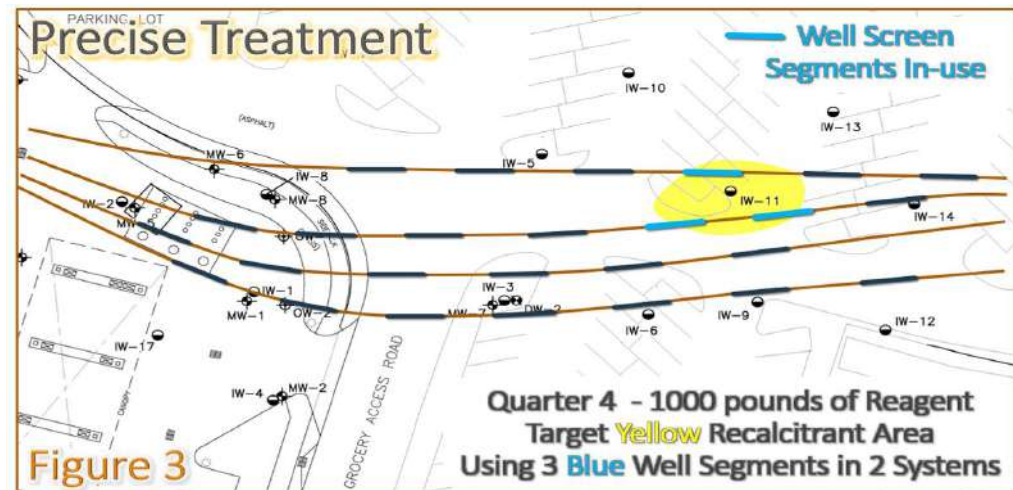 PARKING LOT
Precise Treatment
Well Screen
Segments In-use
IW-10
IW-13
(ASPHALT)
MW-6
IW-5
IW-8
MW-8
IW-11
IW-2
IW-14
IW-3
IW-1
MW-1
OW-2
MW-7
IW-6
IW-9
IW-12
IW-17
IW-4
MW-2
CANOPY
GROCERY ACCESS ROAD
Quarter 4 - 1000 pounds of Reagent
Target Yellow Recalcitrant Area
Using 3 Blue Well Segments in 2 Systems
Figure 3